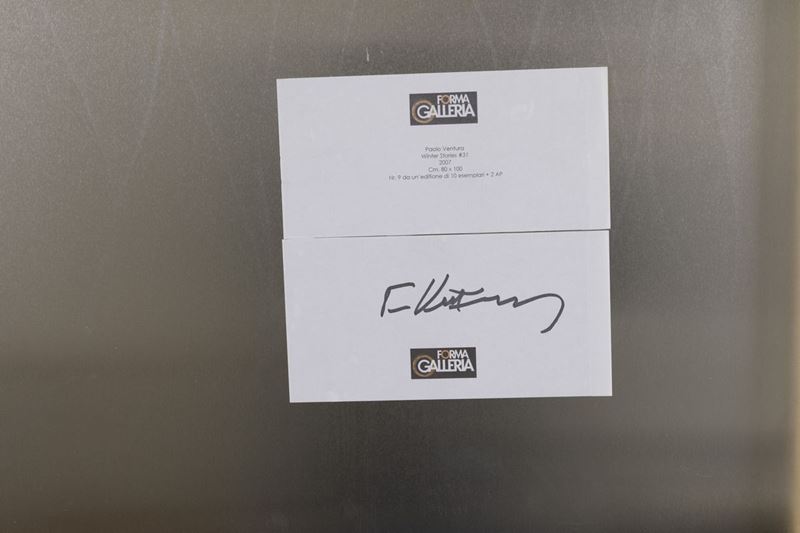 FORMA
GALLERIA
Paolo Ventura
Winter Stories #31
2007
Cm. 80 x 100
Nr. 9 da un'editione di 10 esemplari + 2 AP
FORMA
GALLERIA